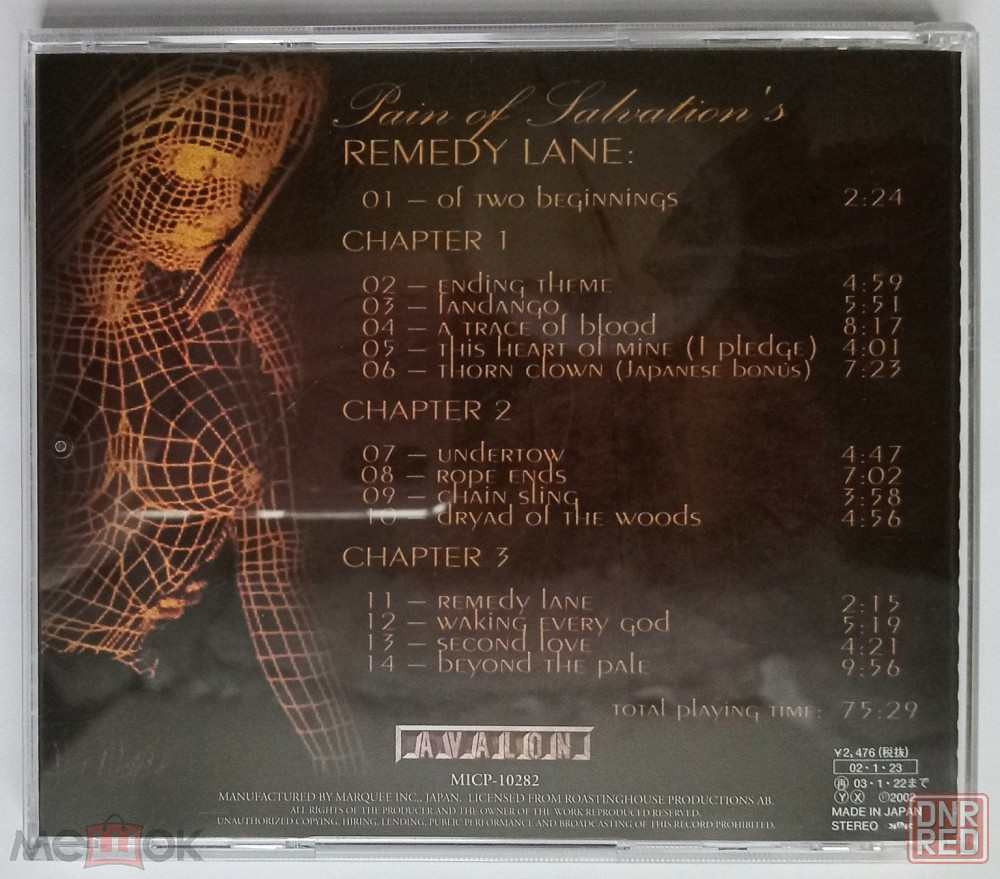 Pain of Salvation's
REMEDY LANE:
01 – of two beginnings 2:24
CHAPTER 1
02 – ending theme 4:59
03 – fandango 5:51
04 – a trace of blood 8:17
05 – this heart of mine (I pledge) 4:01
06 – thorn clown (japanese bonus) 7:23
CHAPTER 2
07 – undertow 4:47
08 – rope ends 7:02
09 – chain sling 3:58
10 – dryad of the woods 4:56
CHAPTER 3
11 – remedy lane 2:15
12 – waking every god 5:19
13 – second love 4:21
14 – beyond the pale 9:56
total playing time: 75:29
AVALON
MICP-10282
MANUFACTURED BY MARQUEE INC., JAPAN. LICENSED FROM ROASTINGHOUSE PRODUCTIONS AB.
ALL RIGHTS OF THE PRODUCER AND THE OWNER OF THE WORK REPRODUCED RESERVED.
UNAUTHORIZED COPYING, HIRING, LENDING, PUBLIC PERFORMANCE AND BROADCASTING OF THIS RECORD PROHIBITED.
¥2,476 (税抜)
02・1・23
再 03・1・22まで
Ⓨ Ⓧ Ⓟ2002
MADE IN JAPAN
STEREO
мешок
DNR
RED